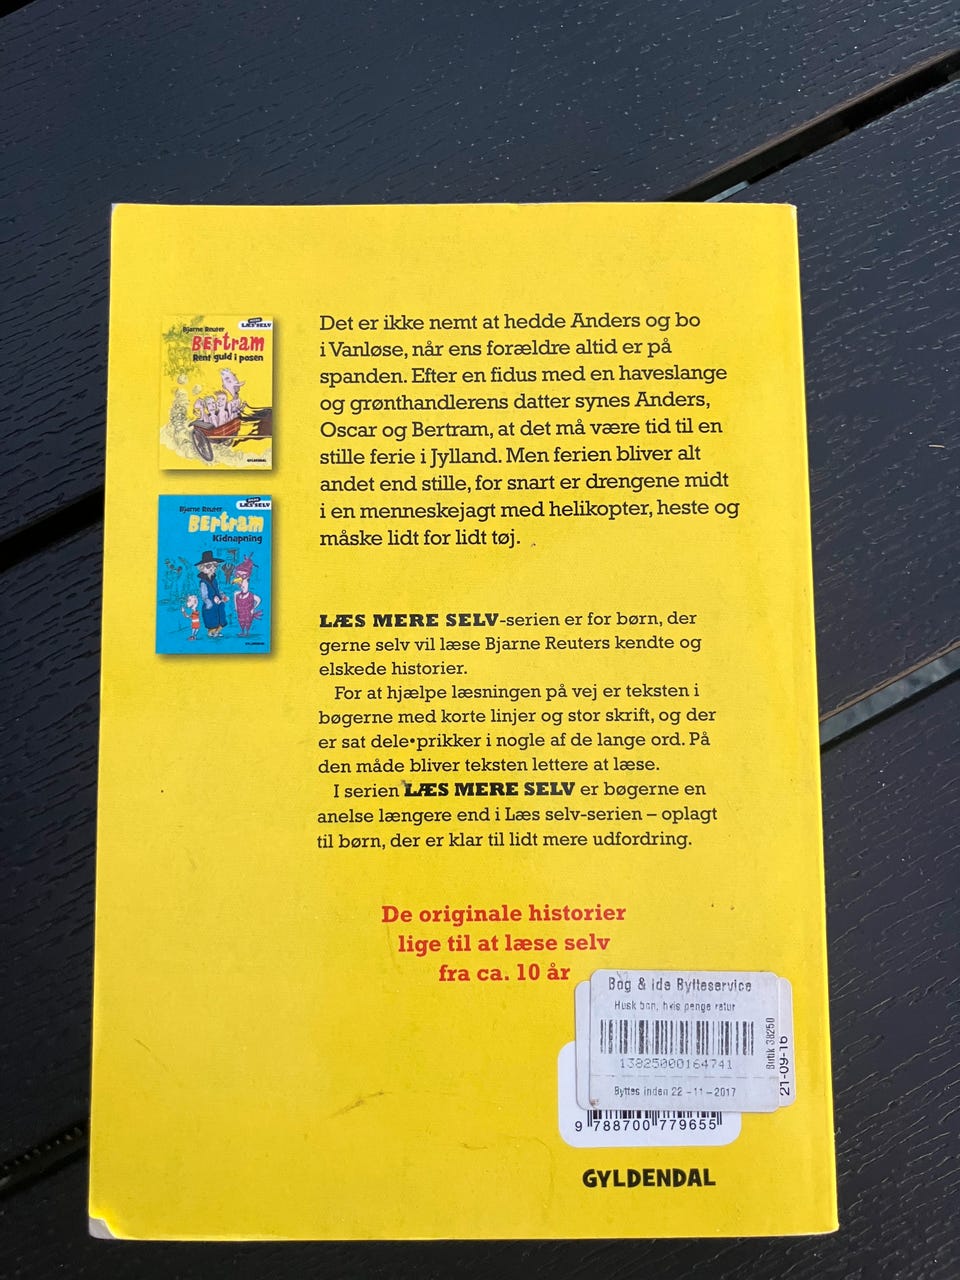 Bjarne Reuter
LÆS SELV
BERtRam
Rent guld i posen
GYLDENDAL
LÆS SELV
Bjarne Reuter
BERtRam
Kidnapning
GYLDENDAL
Det er ikke nemt at hedde Anders og bo
i Vanløse, når ens forældre altid er på
spanden. Efter en fidus med en haveslange
og grønthandlerens datter synes Anders,
Oscar og Bertram, at det må være tid til en
stille ferie i Jylland. Men ferien bliver alt
andet end stille, for snart er drengene midt
i en menneskejagt med helikopter, heste og
måske lidt for lidt tøj.
LÆS MERE SELV-serien er for børn, der
gerne selv vil læse Bjarne Reuters kendte og
elskede historier.
For at hjælpe læsningen på vej er teksten i
bøgerne med korte linjer og stor skrift, og der
er sat dele•prikker i nogle af de lange ord. På
den måde bliver teksten lettere at læse.
I serien LÆS MERE SELV er bøgerne en
anelse længere end i Læs selv-serien – oplagt
til børn, der er klar til lidt mere udfordring.
De originale historier
lige til at læse selv
fra ca. 10 år
Bog & Ide Bytteservice
Husk bon, hvis penge retur
13825000164741
Byttes inden 22-11-2017
Butik 38250
21-09-16
9 788700 779655
GYLDENDAL